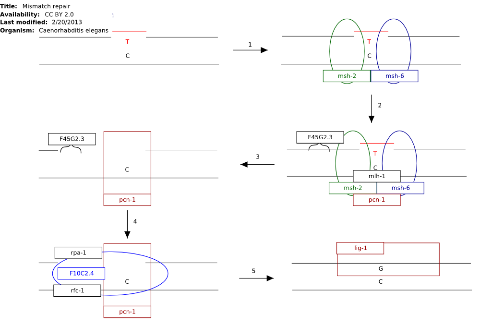 Title: Mismatch repair
Availability: CC BY 2.0
Last modified: 2/20/2013
Organism: Caenorhabditis elegans
T
C
1
T
C
msh-2
msh-6
2
F45G2.3
C
pcn-1
3
F45G2.3
T
C
mlh-1
msh-2
msh-6
pcn-1
4
rpa-1
F10C2.4
rfc-1
C
pcn-1
5
lig-1
G
C